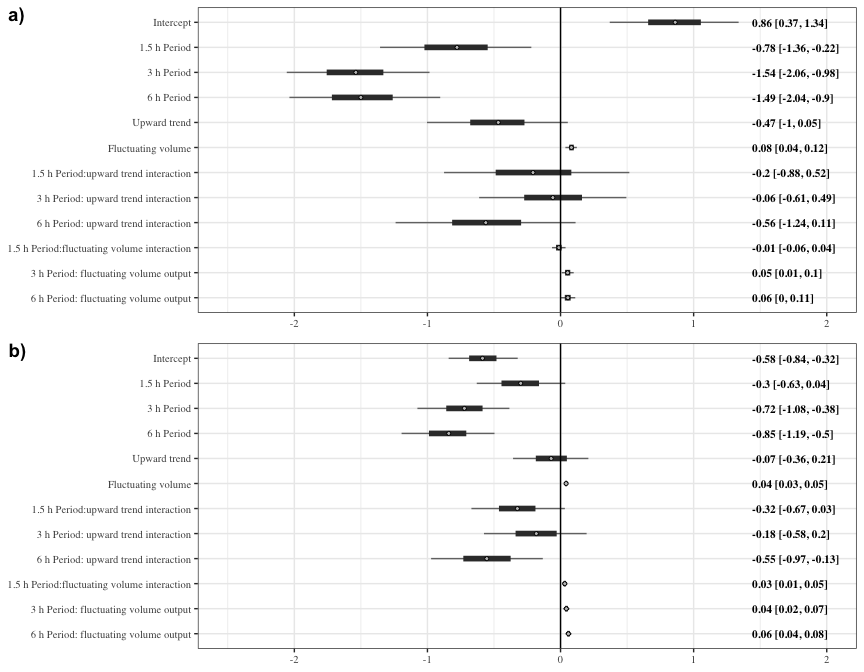 a)
Intercept 0.86 [0.37, 1.34]
1.5 h Period -0.78 [-1.36, -0.22]
3 h Period -1.54 [-2.06, -0.98]
6 h Period -1.49 [-2.04, -0.9]
Upward trend -0.47 [-1, 0.05]
Fluctuating volume 0.08 [0.04, 0.12]
1.5 h Period:upward trend interaction -0.2 [-0.88, 0.52]
3 h Period: upward trend interaction -0.06 [-0.61, 0.49]
6 h Period: upward trend interaction -0.56 [-1.24, 0.11]
1.5 h Period:fluctuating volume interaction -0.01 [-0.06, 0.04]
3 h Period: fluctuating volume output 0.05 [0.01, 0.1]
6 h Period: fluctuating volume output 0.06 [0, 0.11]
-2 -1 0 1 2
b)
Intercept -0.58 [-0.84, -0.32]
1.5 h Period -0.3 [-0.63, 0.04]
3 h Period -0.72 [-1.08, -0.38]
6 h Period -0.85 [-1.19, -0.5]
Upward trend -0.07 [-0.36, 0.21]
Fluctuating volume 0.04 [0.03, 0.05]
1.5 h Period:upward trend interaction -0.32 [-0.67, 0.03]
3 h Period: upward trend interaction -0.18 [-0.58, 0.2]
6 h Period: upward trend interaction -0.55 [-0.97, -0.13]
1.5 h Period:fluctuating volume interaction 0.03 [0.01, 0.05]
3 h Period: fluctuating volume output 0.04 [0.02, 0.07]
6 h Period: fluctuating volume output 0.06 [0.04, 0.08]
-2 -1 0 1 2